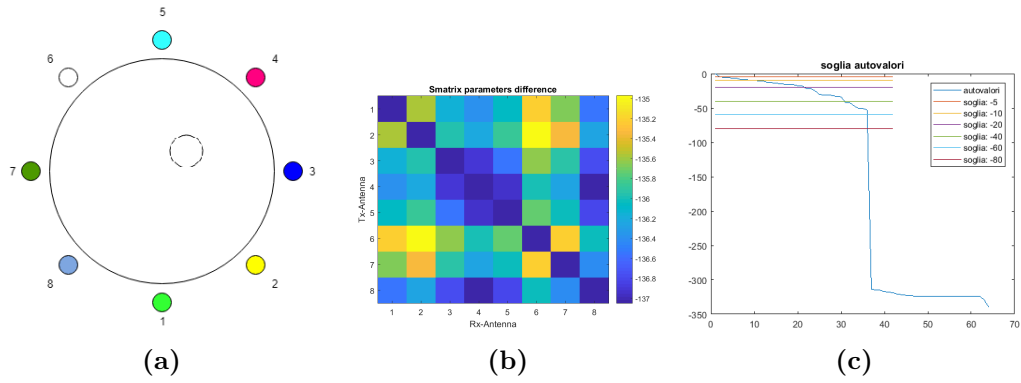 5
6
4
7
3
8
2
1
(a)
Smatrix parameters difference
1
2
3
4
5
6
7
8
Tx-Antenna
1 2 3 4 5 6 7 8
Rx-Antenna
-135
-135.2
-135.4
-135.6
-135.8
-136
-136.2
-136.4
-136.6
-136.8
-137
(b)
soglia autovalori
0
-50
-100
-150
-200
-250
-300
-350
0 10 20 30 40 50 60 70
autovalori
soglia: -5
soglia: -10
soglia: -20
soglia: -40
soglia: -60
soglia: -80
(c)